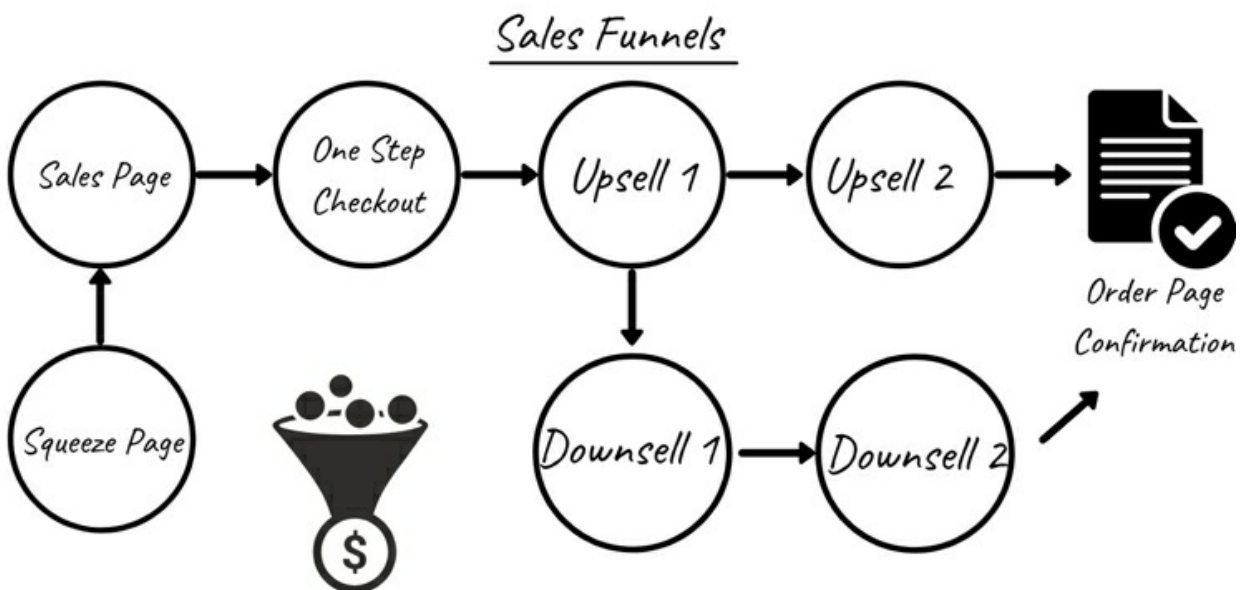 Sales Funnels
Sales Page
One Step
Checkout
Upsell 1
Upsell 2
Order Page
Confirmation
Squeeze Page
$
Downsell 1
Downsell 2